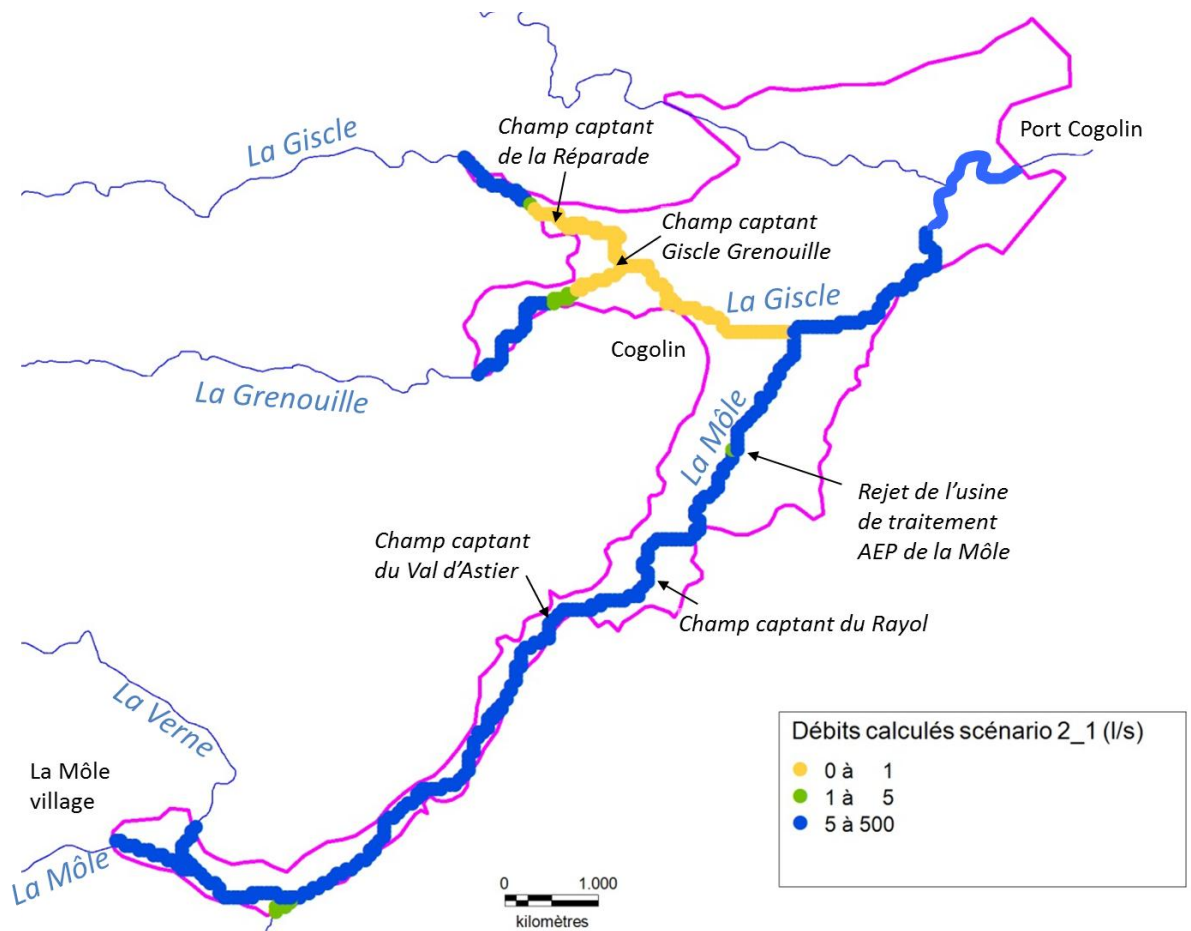 Port Cogolin
La Giscle
Champ captant
de la Réparade
Champ captant
Giscle Grenouille
La Giscle
Cogolin
La Grenouille
La Môle
Rejet de l'usine
de traitement
AEP de la Môle
Champ captant
du Val d'Astier
Champ captant du Rayol
La Verne
La Môle
village
La Môle
0 1.000
kilomètres
Débits calculés scénario 2_1 (l/s)
0 à 1
1 à 5
5 à 500